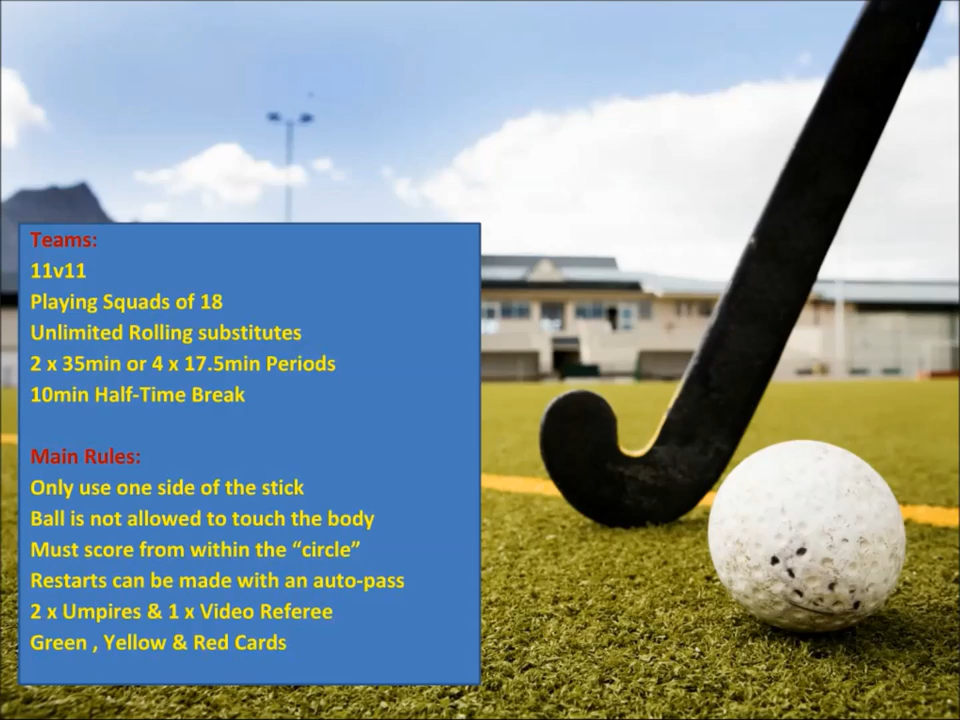 Teams:
11v11
Playing Squads of 18
Unlimited Rolling substitutes
2 x 35min or 4 x 17.5min Periods
10min Half-Time Break
Main Rules:
Only use one side of the stick
Ball is not allowed to touch the body
Must score from within the “circle”
Restarts can be made with an auto-pass
2 x Umpires & 1 x Video Referee
Green , Yellow & Red Cards